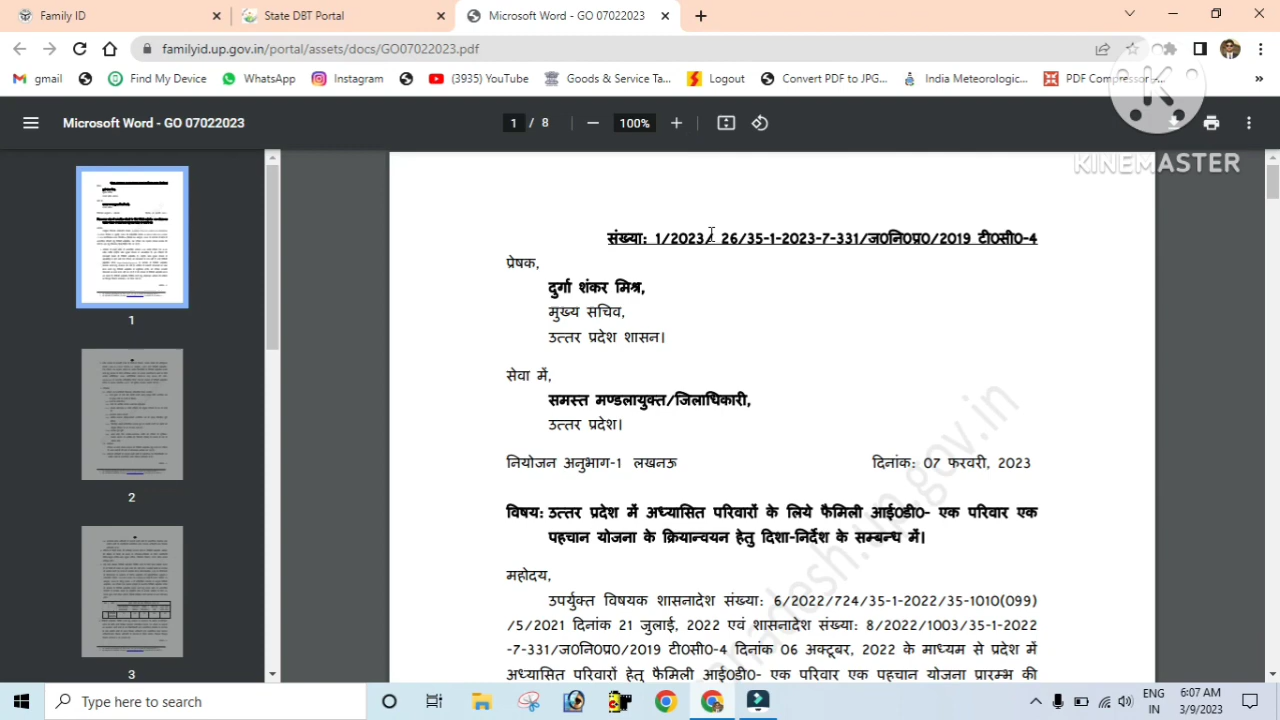 Family ID
State DBT Portal
Microsoft Word - GO 07022023
familyid.up.gov.in/portal/assets/docs/GO07022023.pdf
gmail
Find My Device
WhatsApp
Instagram
(3935) YouTube
Goods & Service Ta...
Logout
Convert PDF to JPG...
India Meteorologic...
PDF Compressor,...
Microsoft Word - GO 07022023
1 / 8
100%
KINEMASTER
संख्या: 1/2023/ 26/35-1-2023-7-331/ज0नि0प्र0/2019 टी0सी0-4
प्रेषक,
दुर्गा शंकर मिश्र,
मुख्य सचिव,
उत्तर प्रदेश शासन।
सेवा में,
समस्त मण्डलायुक्त/जिलाधिकारी,
उत्तर प्रदेश।
नियोजन अनुभाग-1 लखनऊ दिनांक: 07 फरवरी, 2023
विषय: उत्तर प्रदेश में अध्यासित परिवारों के लिये फैमिली आई0डी0- एक परिवार एक
पहचान योजना के क्रियान्वयन हेतु दिशा-निर्देश के सम्बन्ध में।
महोदय,
उपर्युक्त विषयक शासनादेश संख्या: 6/2022/724/35-1-2022/35-1010(099)
/5/2021 दिनांक 21 जुलाई, 2022 एवं शासनादेश संख्या: 8/2022/1003/35-1-2022
-7-331/ज0नि0प्र0/2019 टी0सी0-4 दिनांक 06 अक्टूबर, 2022 के माध्यम से प्रदेश में
अध्यासित परिवारों हेतु फैमिली आई0डी0- एक परिवार एक पहचान योजना प्रारम्भ की
1
2
3
Type here to search
ENG
IN
6:07 AM
3/9/2023